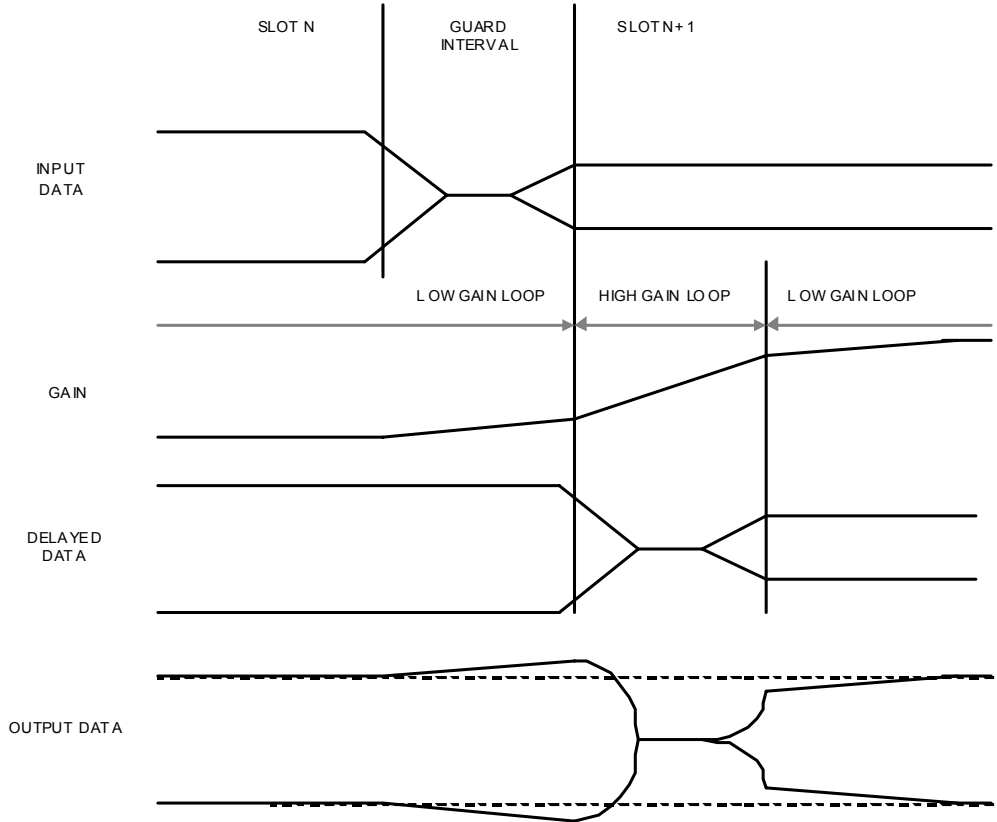 SLOT N
GUARD
INTERVAL
SLOT N+1
INPUT
DATA
LOW GAIN LOOP
HIGH GAIN LOOP
LOW GAIN LOOP
GAIN
DELAYED
DATA
OUTPUT DATA